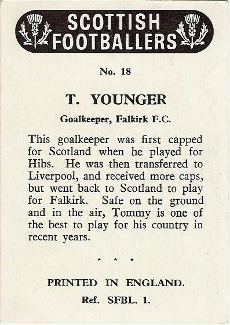 SCOTTISH
FOOTBALLERS
No. 18
T. YOUNGER
Goalkeeper, Falkirk F.C.
This goalkeeper was first capped
for Scotland when he played for
Hibs. He was then transferred to
Liverpool, and received more caps,
but went back to Scotland to play
for Falkirk. Safe on the ground
and in the air, Tommy is one of
the best to play for his country in
recent years.
* * *
PRINTED IN ENGLAND.
Ref. SFBL. 1.